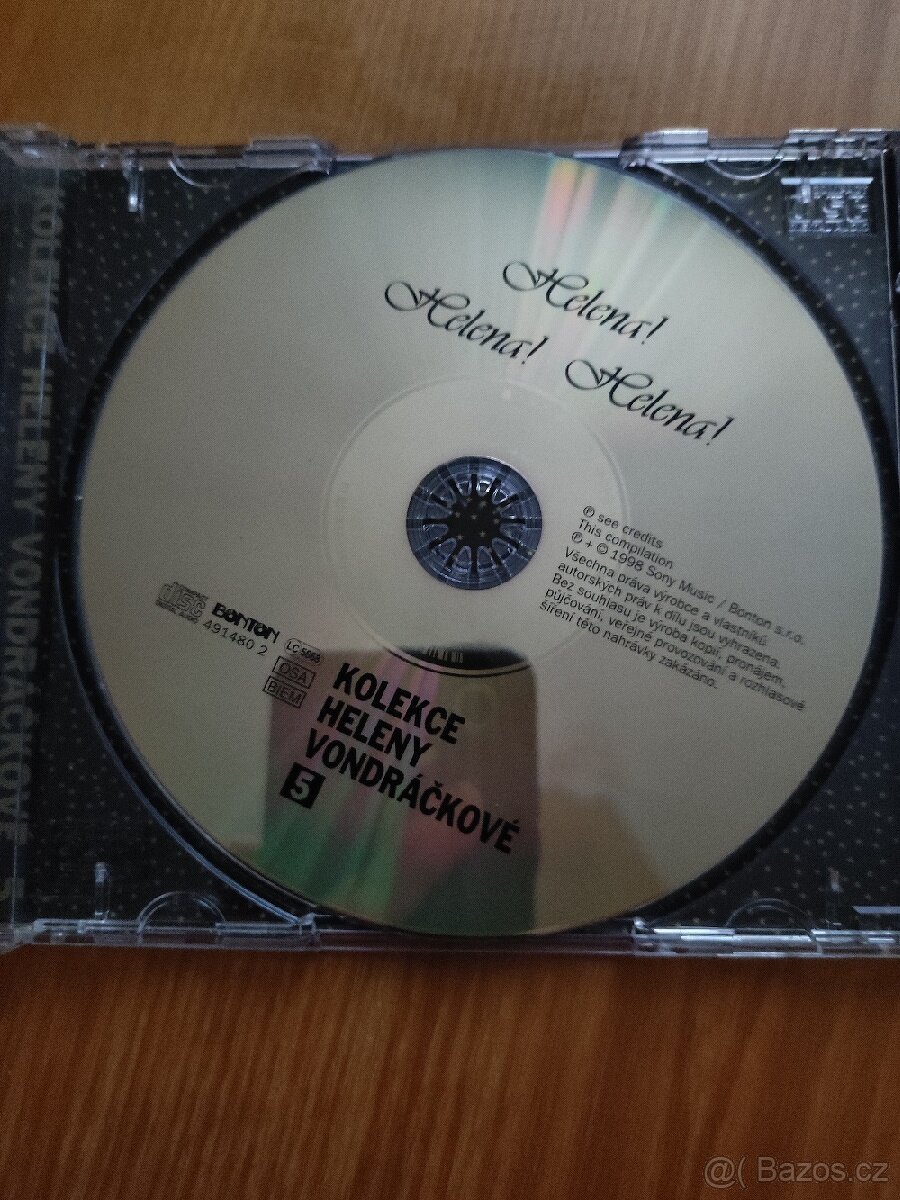 Helena!
Helena!
Helena!
℗ see credits
This compilation
℗ + © 1998 Sony Music / Bonton s.r.o.
Všechna práva výrobce a vlastníků
autorských práv k dílu jsou vyhrazena.
Bez souhlasu je výroba kopií, pronájem,
půjčování, veřejné provozování a rozhlasové
šíření této nahrávky zakázáno.
disc
BONTON
491480 2
OSA
BIEM
KOLEKCE
HELENY
VONDRÁČKOVÉ
5
KOLEKCE HELENY VONDRÁČKOVÉ 5
disc
@( Bazos.cz